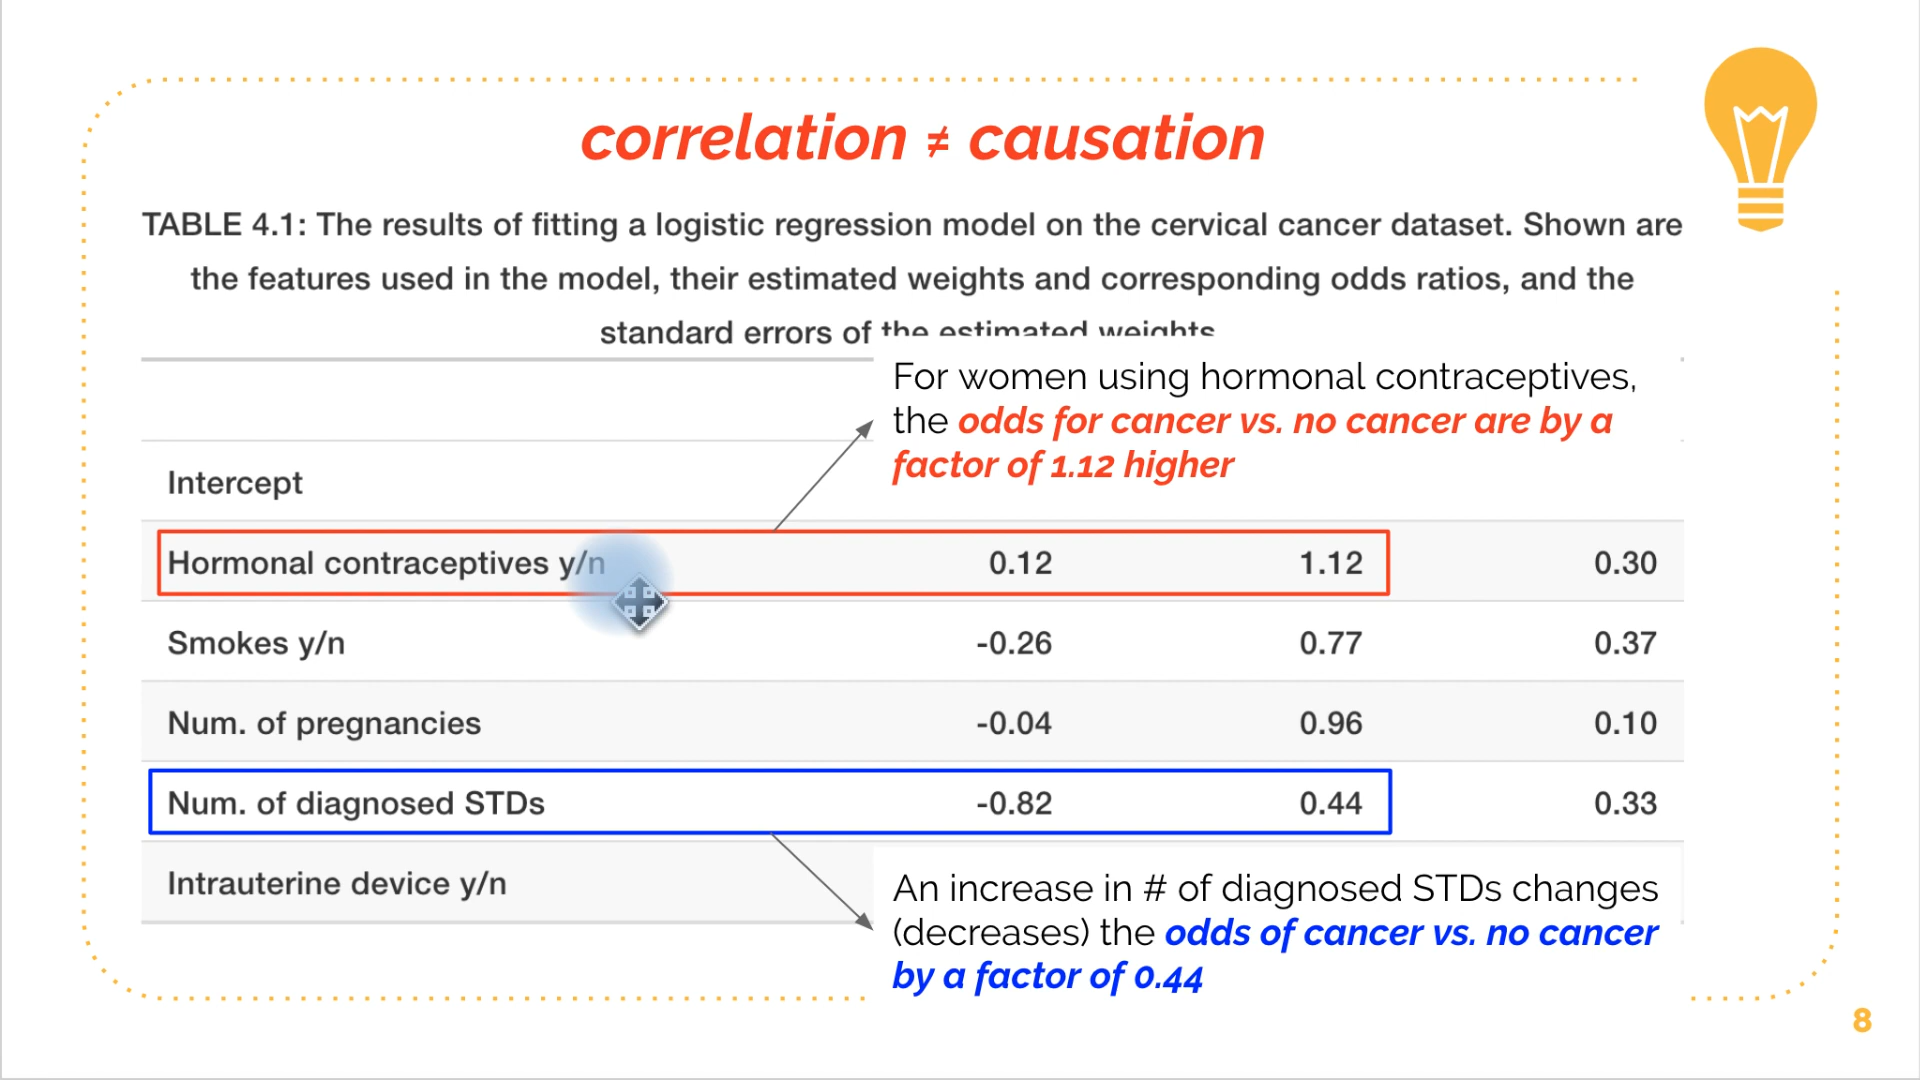 correlation ≠ causation
TABLE 4.1: The results of fitting a logistic regression model on the cervical cancer dataset. Shown are
the features used in the model, their estimated weights and corresponding odds ratios, and the
standard errors of the estimated weights
For women using hormonal contraceptives,
the odds for cancer vs. no cancer are by a
factor of 1.12 higher
Intercept
Hormonal contraceptives y/n 0.12 1.12 0.30
Smokes y/n -0.26 0.77 0.37
Num. of pregnancies -0.04 0.96 0.10
Num. of diagnosed STDs -0.82 0.44 0.33
Intrauterine device y/n
An increase in # of diagnosed STDs changes
(decreases) the odds of cancer vs. no cancer
by a factor of 0.44
8